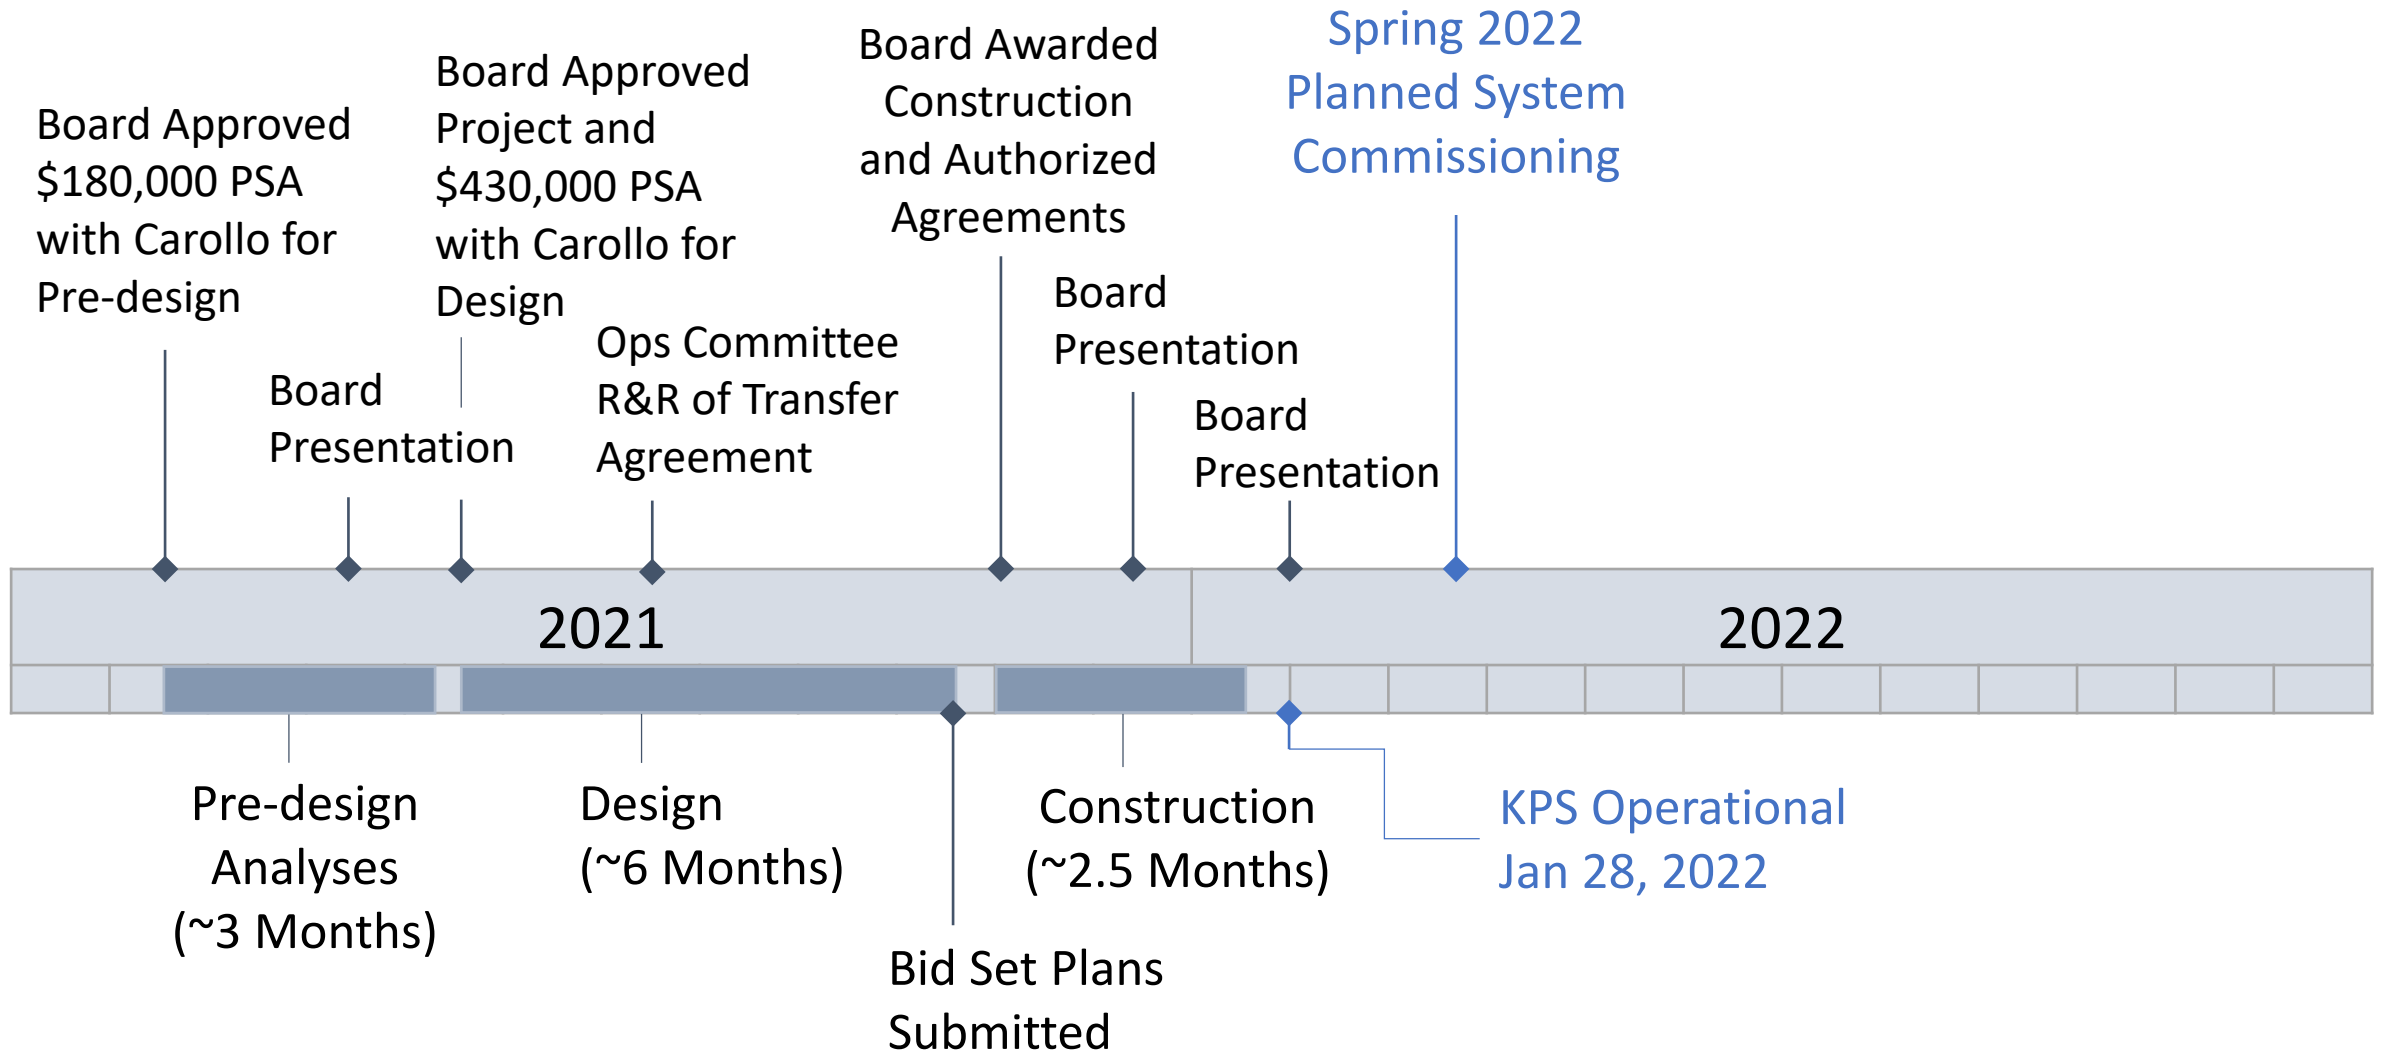 Board Approved
$180,000 PSA
with Carollo for
Pre-design
Board
Presentation
Board Approved
Project and
$430,000 PSA
with Carollo for
Design
Ops Committee
R&R of Transfer
Agreement
Board Awarded
Construction
and Authorized
Agreements
Board
Presentation
Board
Presentation
Spring 2022
Planned System
Commissioning
2021
2022
Pre-design
Analyses
(~3 Months)
Design
(~6 Months)
Bid Set Plans
Submitted
Construction
(~2.5 Months)
KPS Operational
Jan 28, 2022